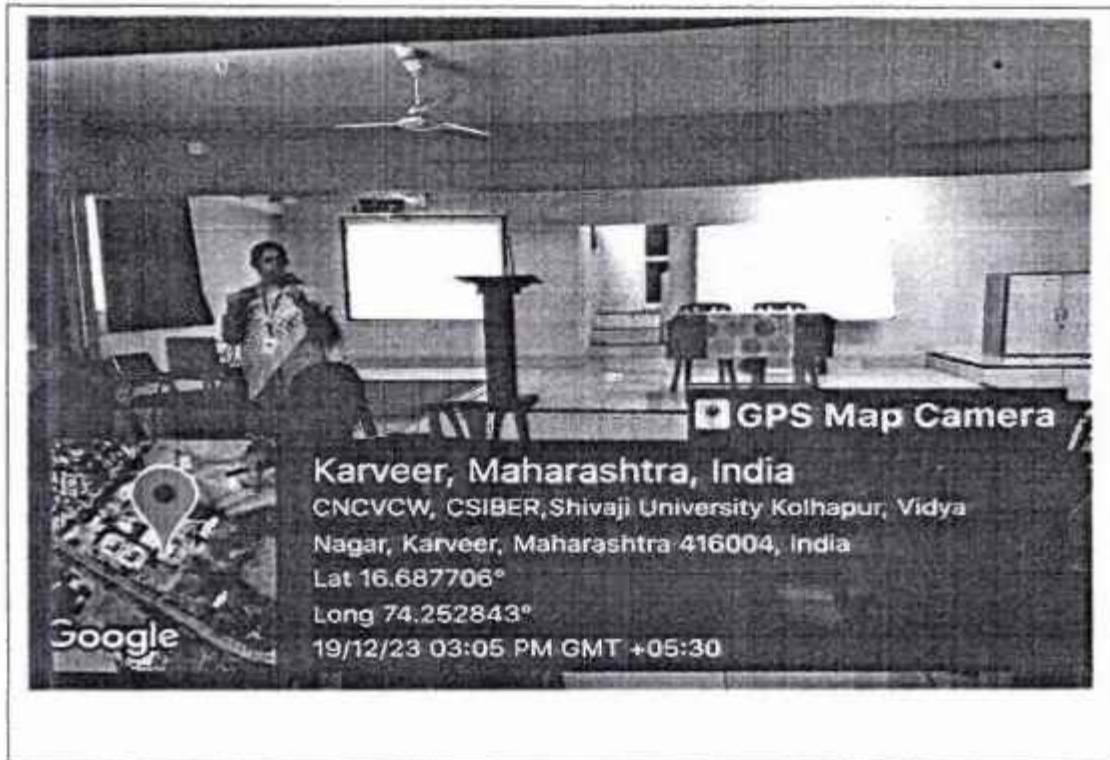 GPS Map Camera
Karveer, Maharashtra, India
CNCVCW, CSIBER,Shivaji University Kolhapur, Vidya
Nagar, Karveer, Maharashtra 416004, India
Lat 16.687706°
Long 74.252843°
19/12/23 03:05 PM GMT +05:30
Google